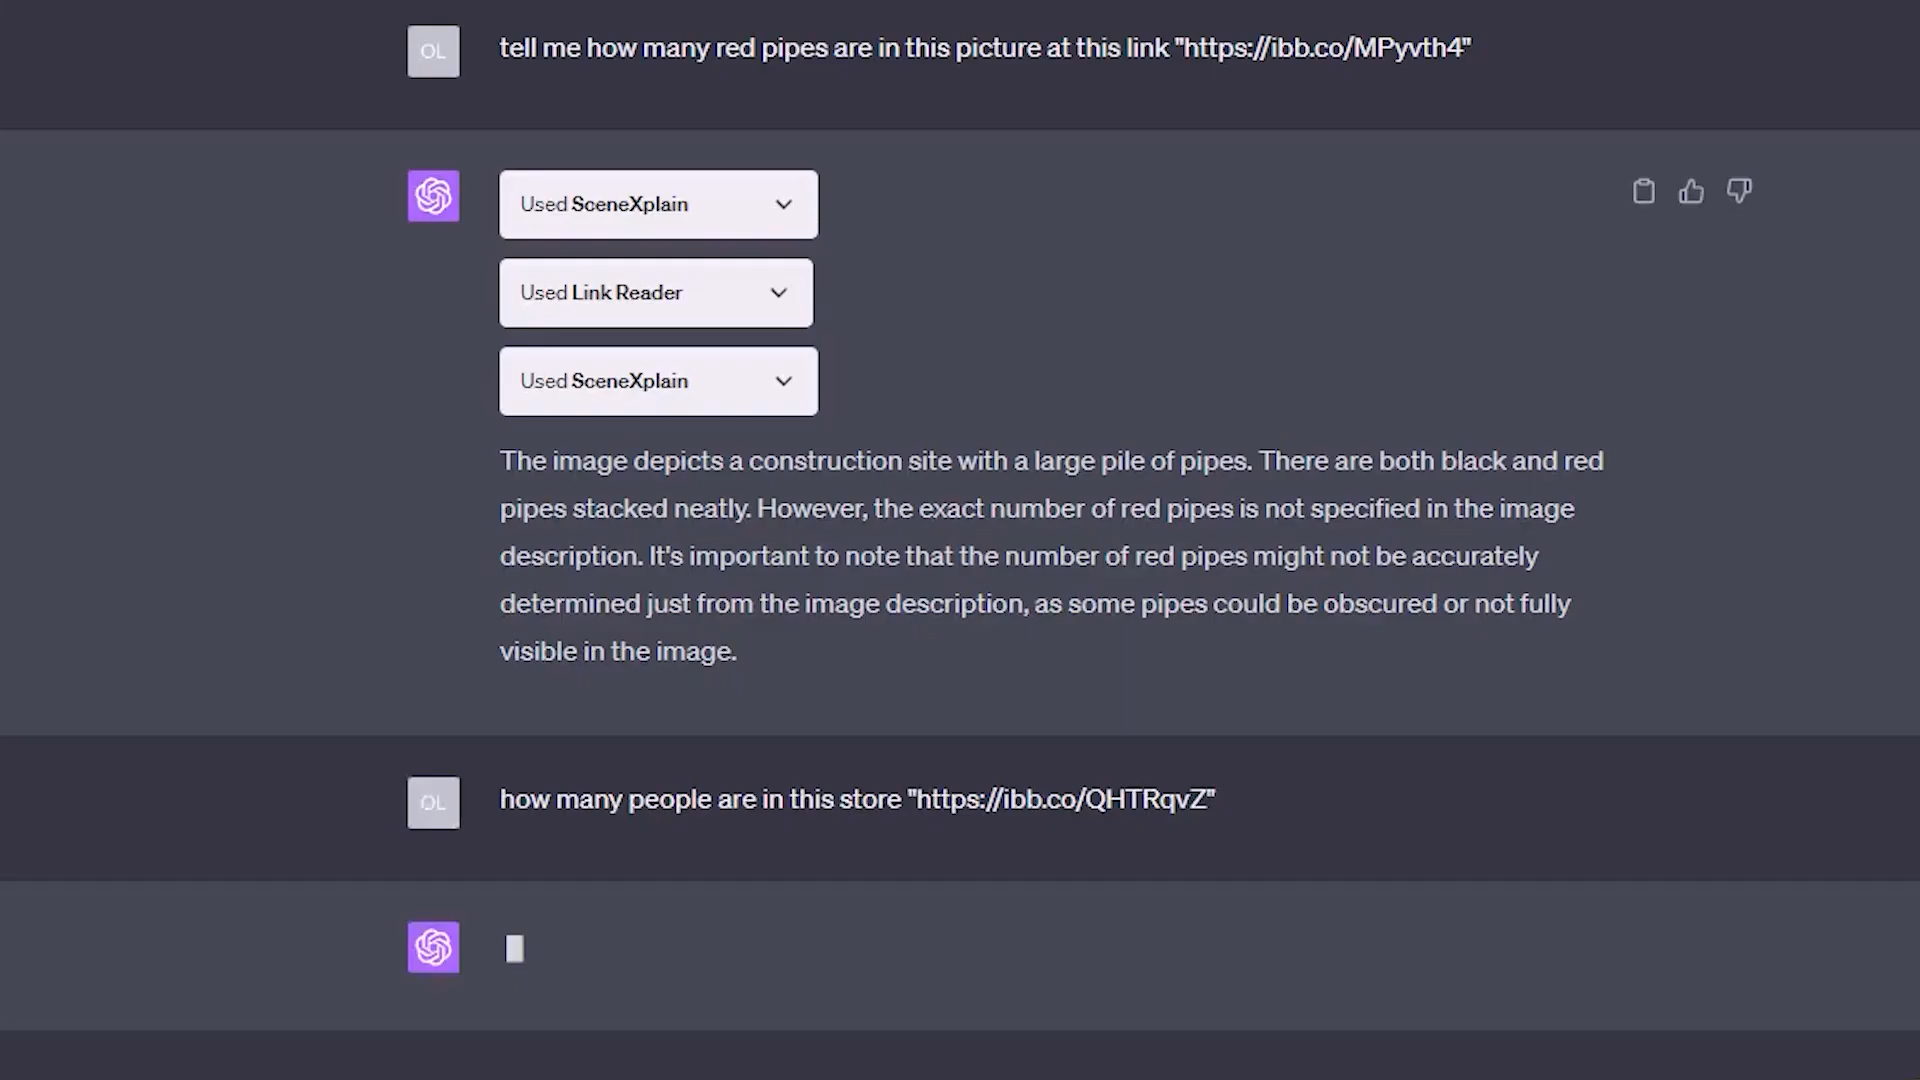 OL
tell me how many red pipes are in this picture at this link "https://ibb.co/MPyvth4"
Used SceneXplain
Used Link Reader
Used SceneXplain
The image depicts a construction site with a large pile of pipes. There are both black and red
pipes stacked neatly. However, the exact number of red pipes is not specified in the image
description. It's important to note that the number of red pipes might not be accurately
determined just from the image description, as some pipes could be obscured or not fully
visible in the image.
OL
how many people are in this store "https://ibb.co/QHTRqvZ"